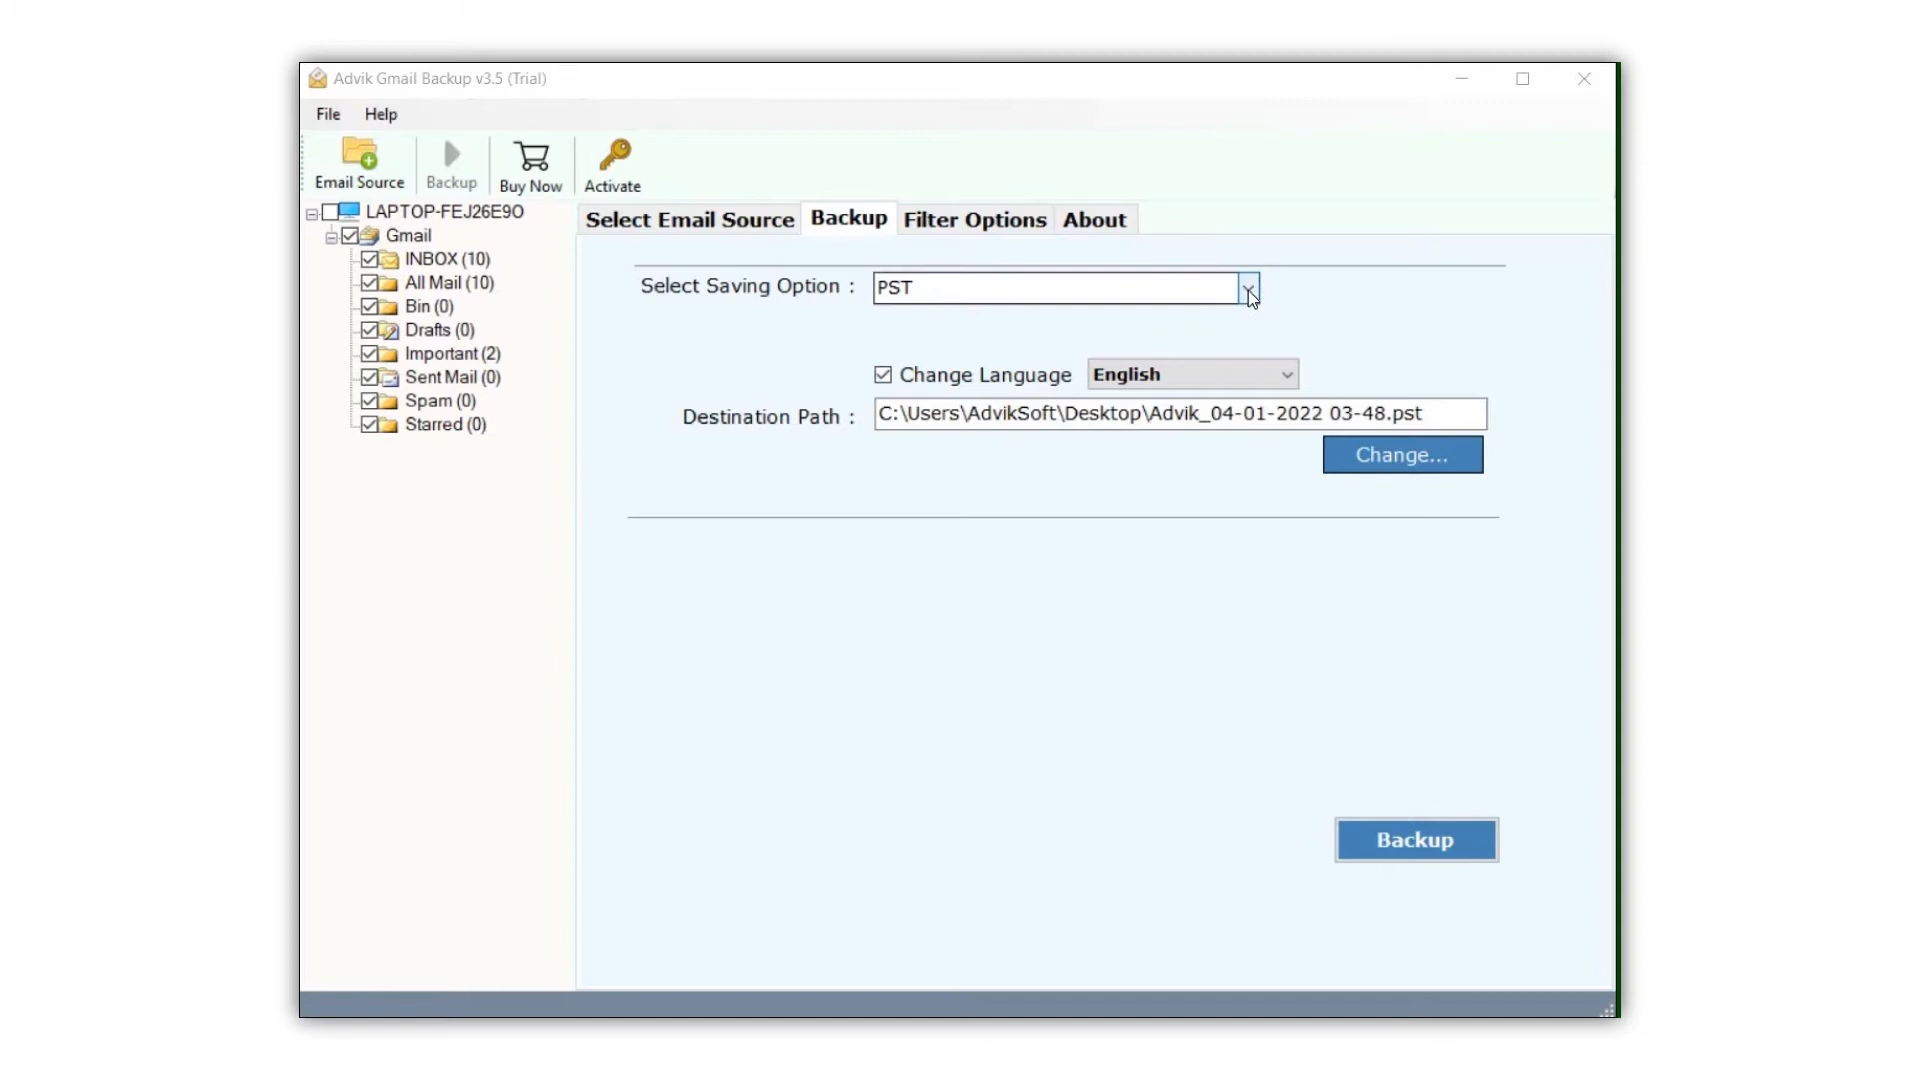 Advik Gmail Backup v3.5 (Trial)
File Help
Email Source Backup Buy Now Activate
LAPTOP-FEJ26E9O
Gmail
INBOX (10)
All Mail (10)
Bin (0)
Drafts (0)
Important (2)
Sent Mail (0)
Spam (0)
Starred (0)
Select Email Source Backup Filter Options About
Select Saving Option : PST
Change Language English
Destination Path : C:\Users\AdvikSoft\Desktop\Advik_04-01-2022 03-48.pst
Change...
Backup